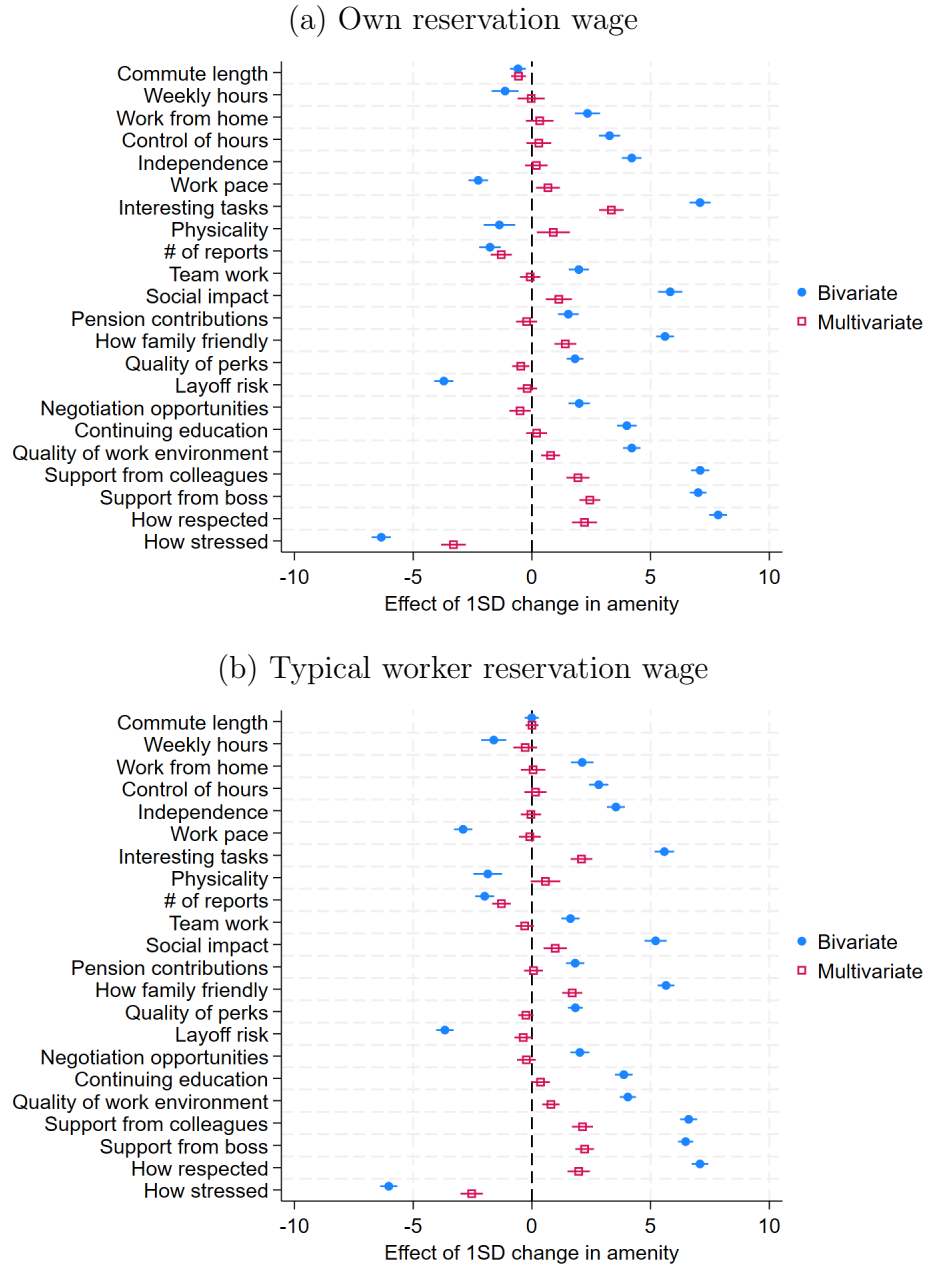 (a) Own reservation wage
Commute length
Weekly hours
Work from home
Control of hours
Independence
Work pace
Interesting tasks
Physicality
# of reports
Team work
Social impact
Pension contributions
How family friendly
Quality of perks
Layoff risk
Negotiation opportunities
Continuing education
Quality of work environment
Support from colleagues
Support from boss
How respected
How stressed
Bivariate
Multivariate
-10 -5 0 5 10
Effect of 1SD change in amenity
(b) Typical worker reservation wage
Commute length
Weekly hours
Work from home
Control of hours
Independence
Work pace
Interesting tasks
Physicality
# of reports
Team work
Social impact
Pension contributions
How family friendly
Quality of perks
Layoff risk
Negotiation opportunities
Continuing education
Quality of work environment
Support from colleagues
Support from boss
How respected
How stressed
Bivariate
Multivariate
-10 -5 0 5 10
Effect of 1SD change in amenity